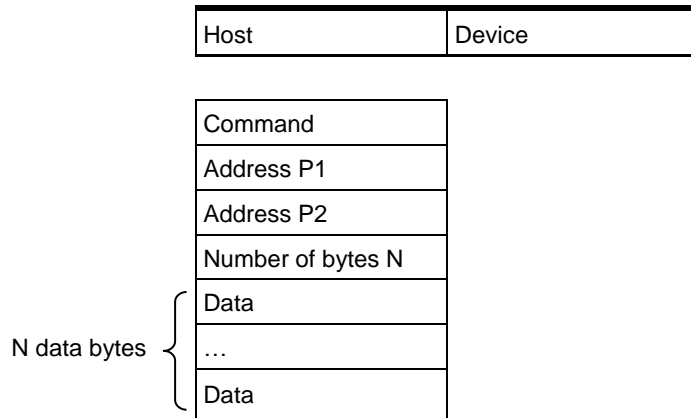 Host Device
Command
Address P1
Address P2
Number of bytes N
Data
N data bytes …
Data